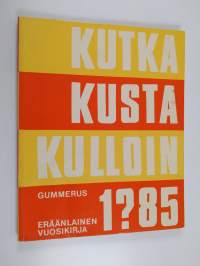 KUTKA
KUSTA
KULLOIN
GUMMERUS
1?85
ERÄÄNLAINEN
VUOSIKIRJA